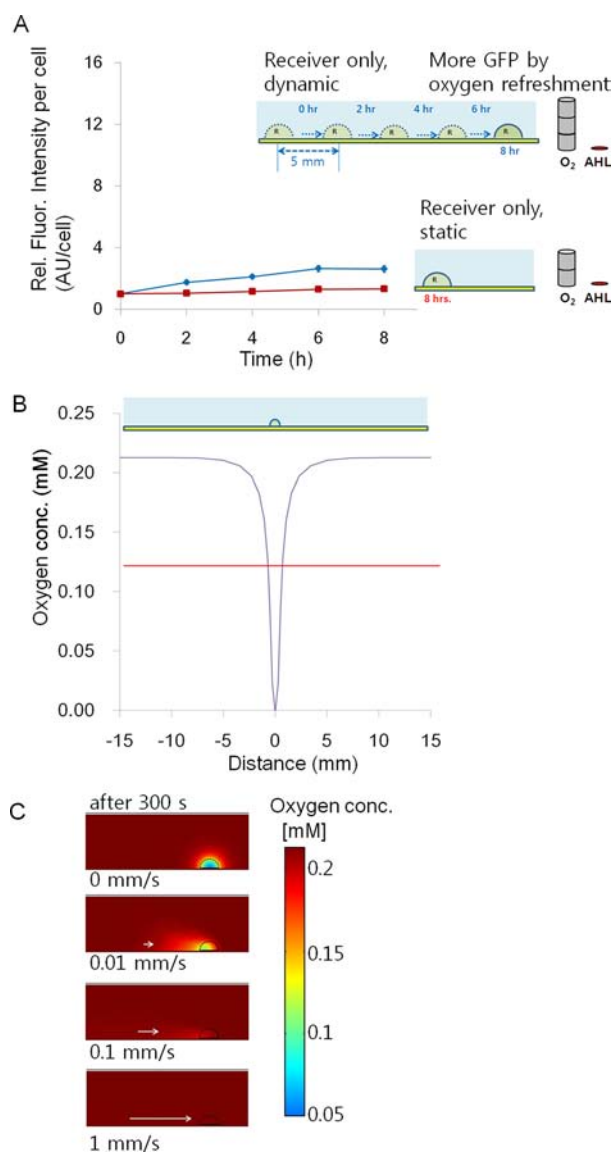 A
16
12
8
4
0
Rel. Fluor. Intensity per cell
(AU/cell)
0 2 4 6 8
Time (h)
Receiver only,
dynamic
More GFP by
oxygen refreshment
0 hr 2 hr 4 hr 6 hr
R R R R R
8 hr
5 mm
O2 AHL
Receiver only,
static
R
8 hrs.
O2 AHL
B
0.25
0.20
0.15
0.10
0.05
0.00
Oxygen conc. (mM)
-15 -10 -5 0 5 10 15
Distance (mm)
C
after 300 s
0 mm/s
0.01 mm/s
0.1 mm/s
1 mm/s
Oxygen conc.
[mM]
0.2
0.15
0.1
0.05